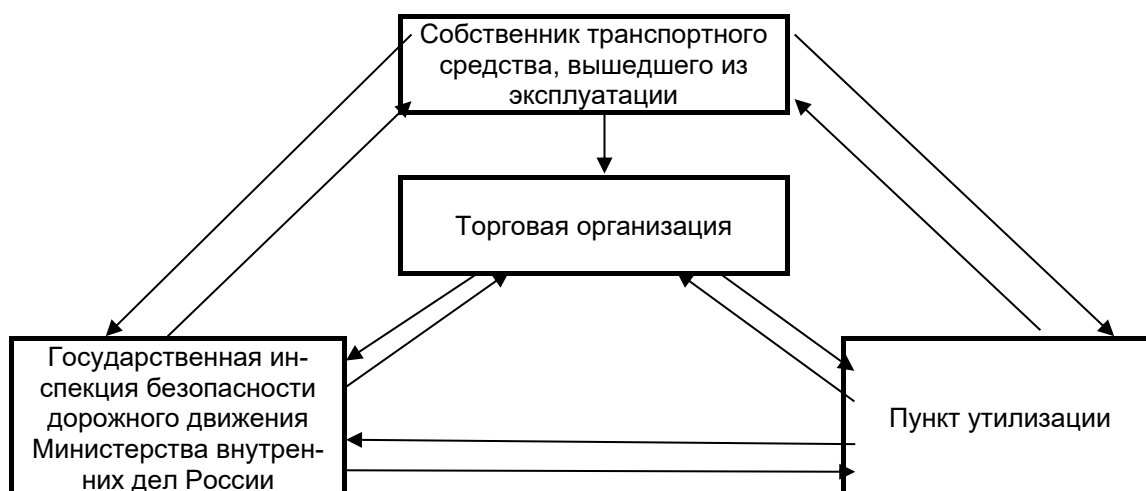 Собственник транспортного
средства, вышедшего из
эксплуатации
Торговая организация
Государственная ин-
спекция безопасности
дорожного движения
Министерства внутрен-
них дел России
Пункт утилизации